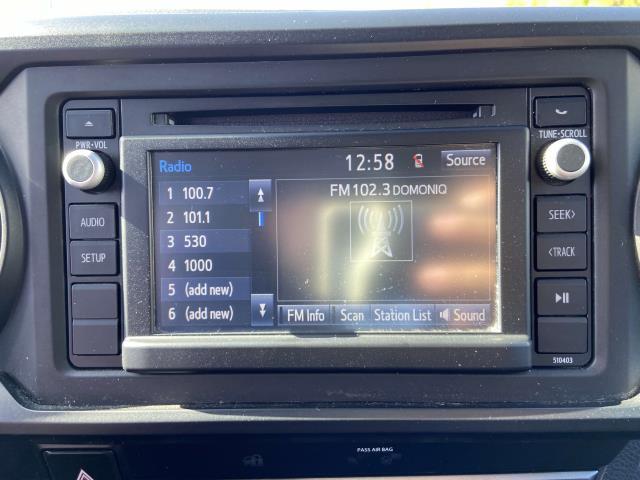 PWR•VOL
TUNE•SCROLL
Radio
12:58
Source
FM 102.3 DOMONIQ
1 100.7
2 101.1
3 530
4 1000
5 (add new)
6 (add new)
FM Info
Scan
Station List
Sound
AUDIO
SETUP
SEEK>
<TRACK
510403
PASS AIR BAG